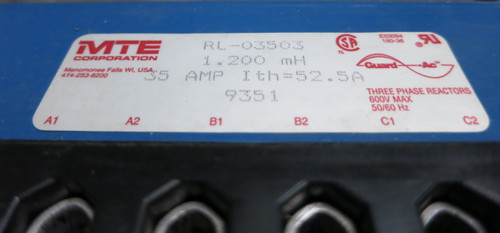 MTE
CORPORATION
Menomonee Falls WI, USA
414-253-8200
RL-03503
1.200 mH
35 AMP Ith=52.5A
9351
Guard-Ac
THREE PHASE REACTORS
600V MAX
50/60 Hz
A1 A2 B1 B2 C1 C2